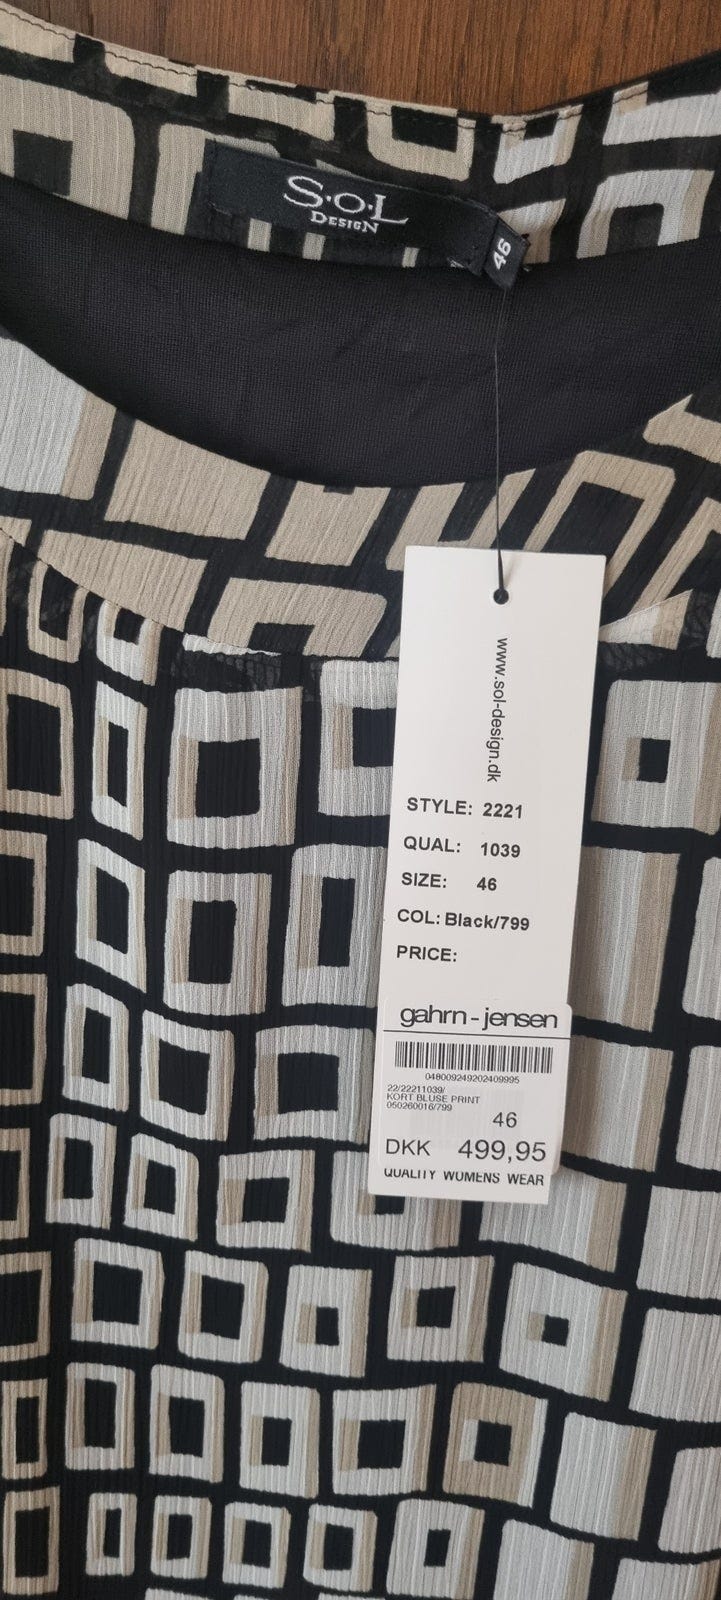 S·O·L
DESIGN
46
www.sol-design.dk
STYLE: 2221
QUAL: 1039
SIZE: 46
COL: Black/799
PRICE:
gahrn-jensen
048009249202409995
22/22211039/
KORT BLUSE PRINT
050260016/799
46
DKK 499,95
QUALITY WOMENS WEAR